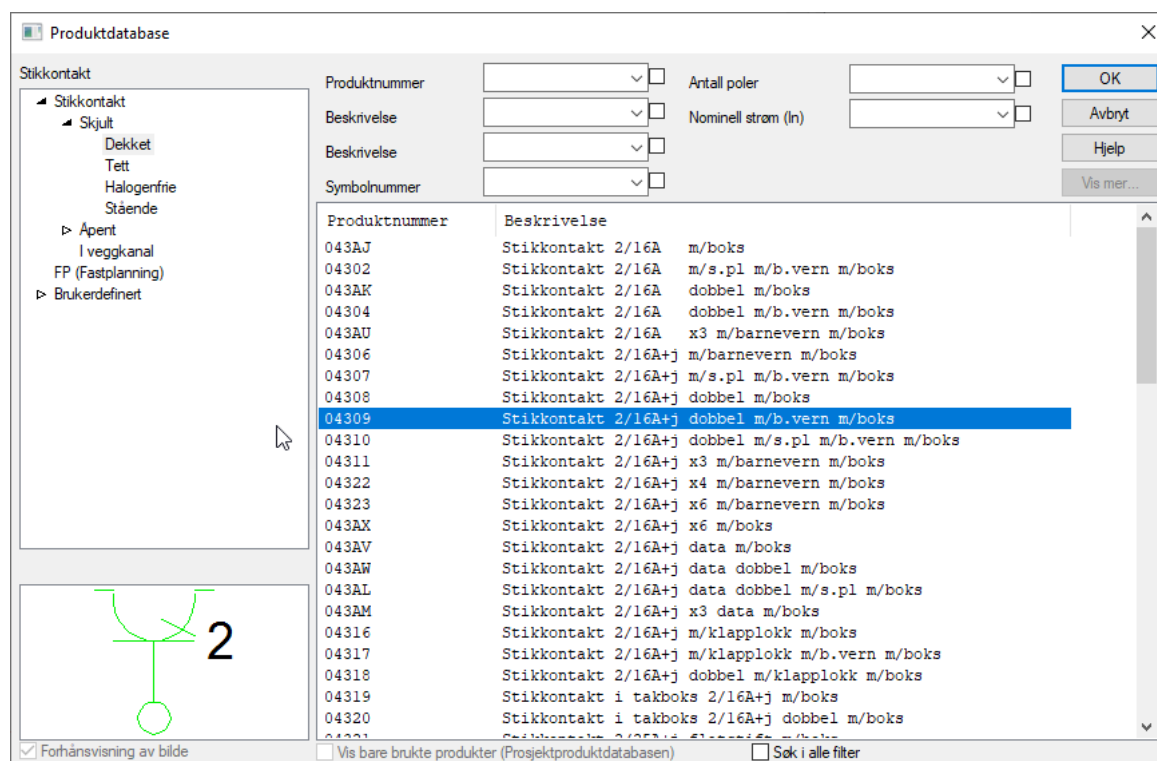 Produktdatabase
Stikkontakt
Stikkontakt
Skjult
Dekket
Tett
Halogenfrie
Stående
Åpent
I veggkanal
FP (Fastplanning)
Brukerdefinert
2
Forhånsvisning av bilde
Produktnummer
Beskrivelse
Beskrivelse
Symbolnummer
Antall poler
Nominell strøm (In)
OK
Avbryt
Hjelp
Vis mer...
Produktnummer Beskrivelse
043AJ Stikkontakt 2/16A m/boks
04302 Stikkontakt 2/16A m/s.pl m/b.vern m/boks
043AK Stikkontakt 2/16A dobbel m/boks
04304 Stikkontakt 2/16A dobbel m/b.vern m/boks
043AU Stikkontakt 2/16A x3 m/barnevern m/boks
04306 Stikkontakt 2/16A+j m/barnevern m/boks
04307 Stikkontakt 2/16A+j m/s.pl m/b.vern m/boks
04308 Stikkontakt 2/16A+j dobbel m/boks
04309 Stikkontakt 2/16A+j dobbel m/b.vern m/boks
04310 Stikkontakt 2/16A+j dobbel m/s.pl m/b.vern m/boks
04311 Stikkontakt 2/16A+j x3 m/barnevern m/boks
04322 Stikkontakt 2/16A+j x4 m/barnevern m/boks
04323 Stikkontakt 2/16A+j x6 m/barnevern m/boks
043AX Stikkontakt 2/16A+j x6 m/boks
043AV Stikkontakt 2/16A+j data m/boks
043AW Stikkontakt 2/16A+j data dobbel m/boks
043AL Stikkontakt 2/16A+j data dobbel m/s.pl m/boks
043AM Stikkontakt 2/16A+j x3 data m/boks
04316 Stikkontakt 2/16A+j m/klapplokk m/boks
04317 Stikkontakt 2/16A+j m/klapplokk m/b.vern m/boks
04318 Stikkontakt 2/16A+j dobbel m/klapplokk m/boks
04319 Stikkontakt i takboks 2/16A+j m/boks
04320 Stikkontakt i takboks 2/16A+j dobbel m/boks
Vis bare brukte produkter (Prosjektproduktdatabasen)
Søk i alle filter